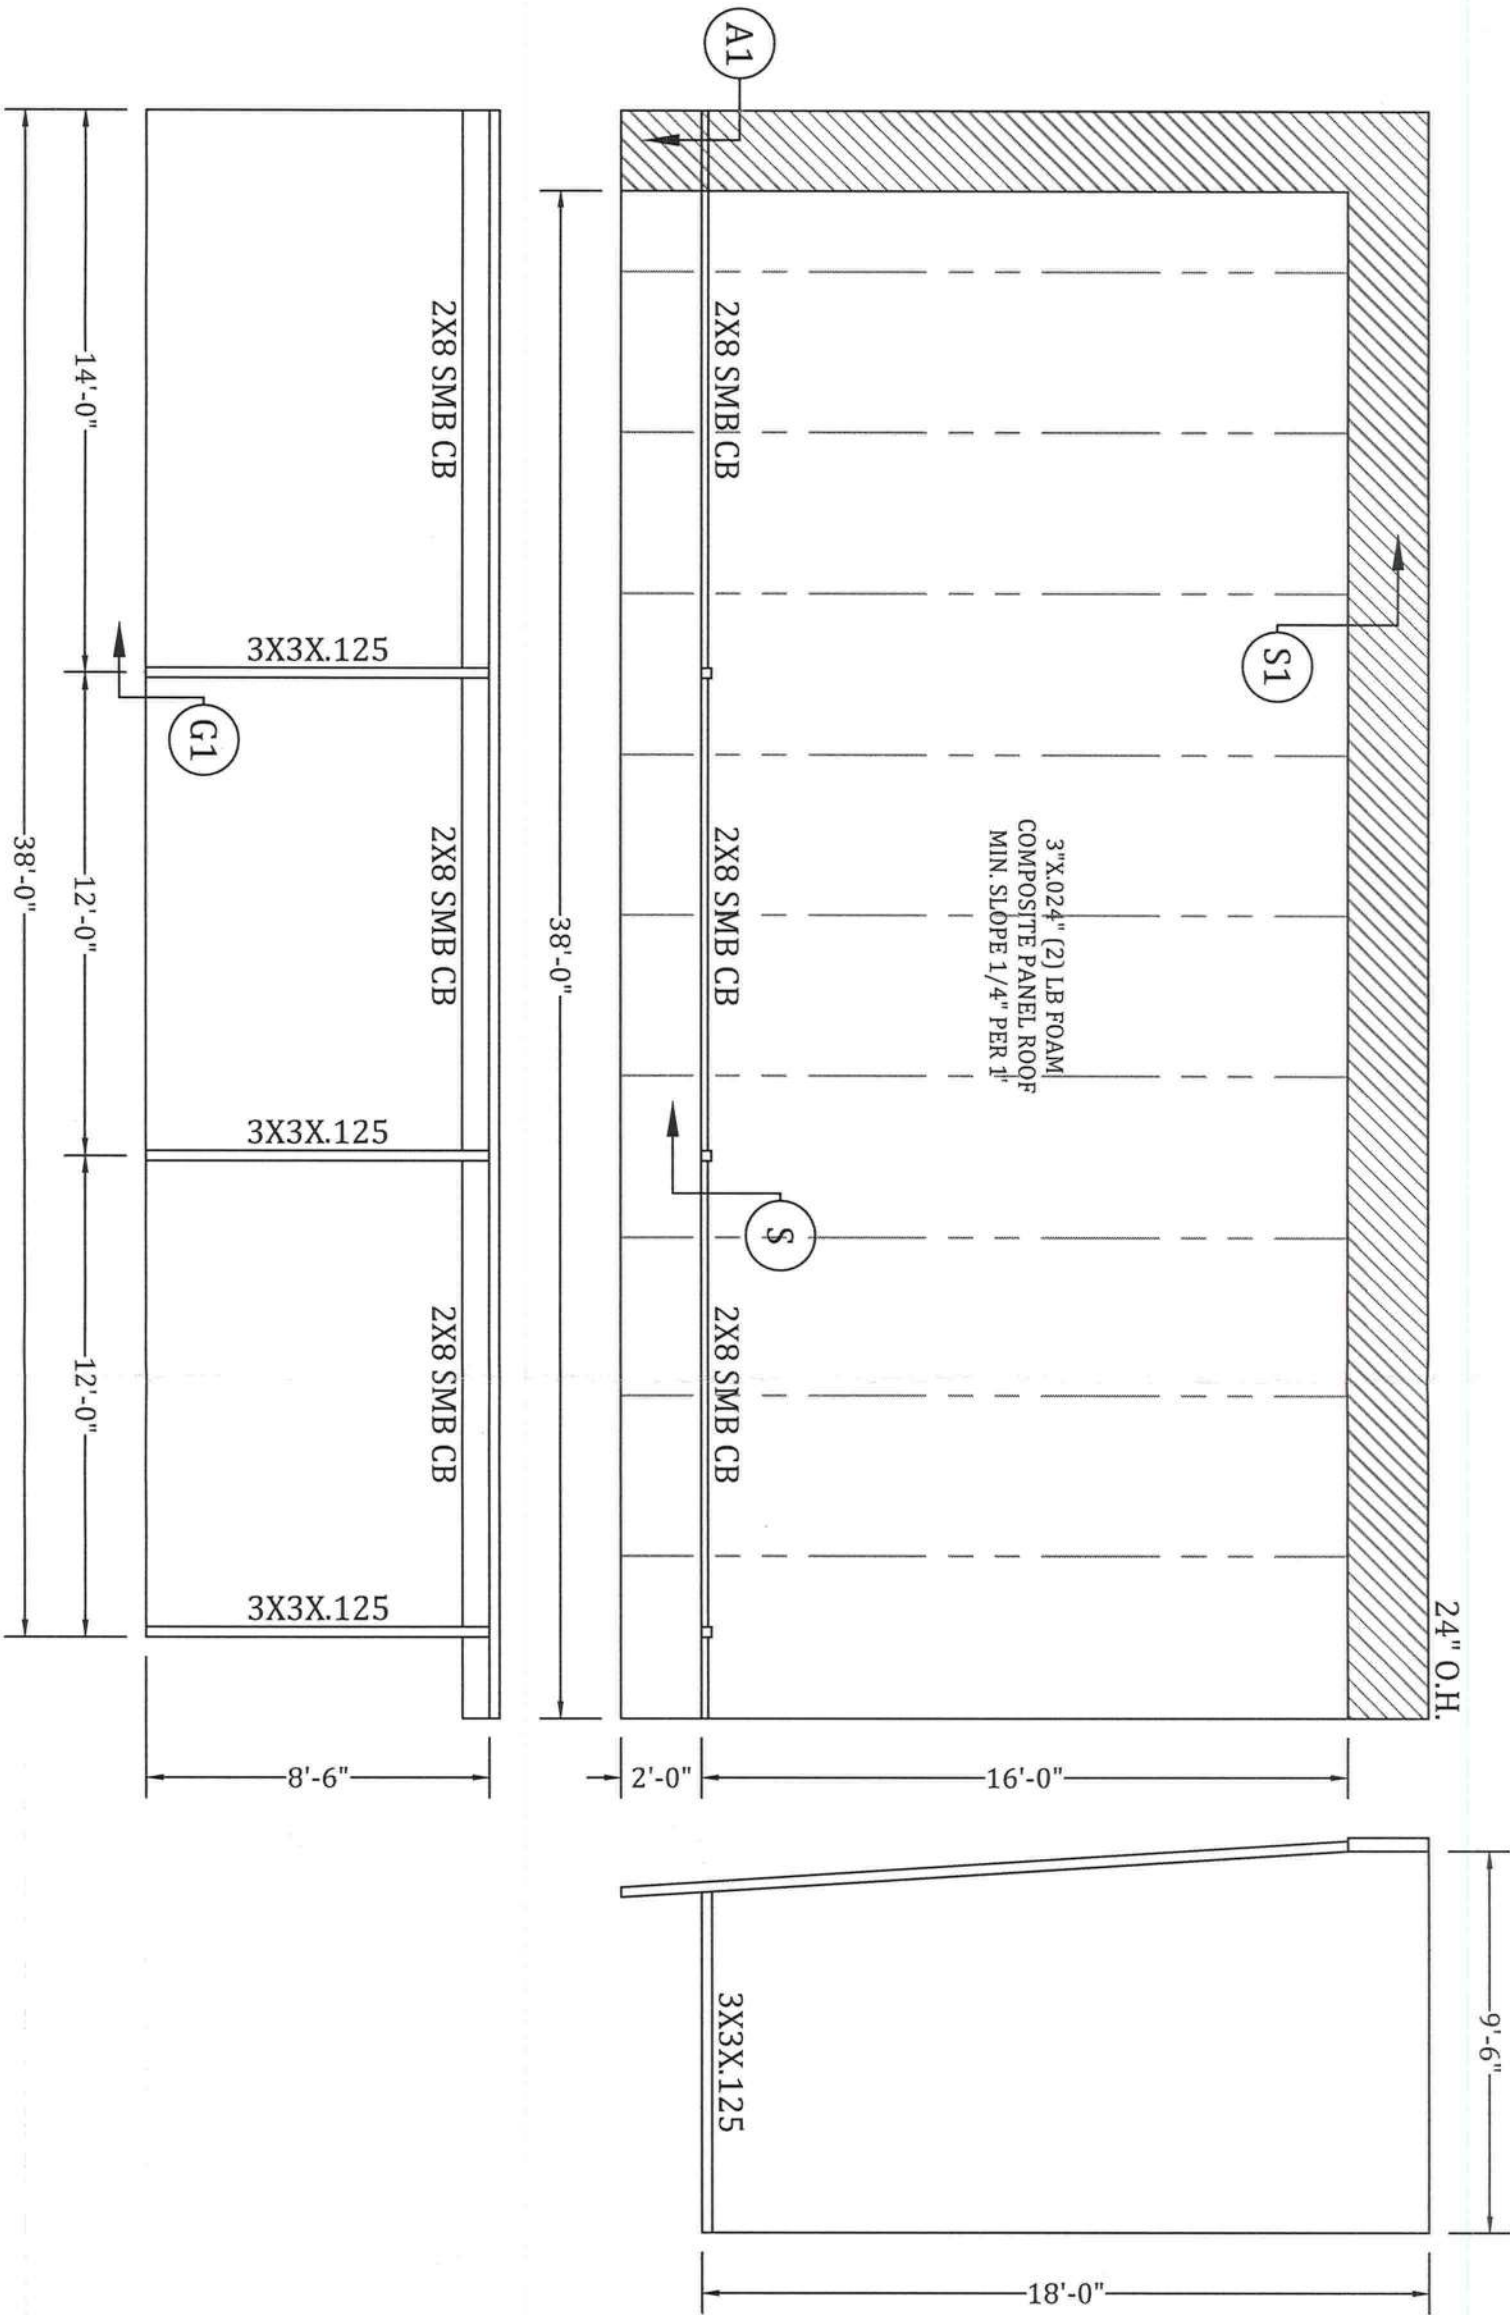 24" O.H.
S1
3"X.024" (2) LB FOAM
COMPOSITE PANEL ROOF
MIN. SLOPE 1/4" PER 1'
16'-0"
2X8 SMB CB
2X8 SMB CB
2X8 SMB CB
A1
S
2'-0"
38'-0"
9'-6"
3X3X.125
18'-0"
2X8 SMB CB
2X8 SMB CB
2X8 SMB CB
3X3X.125
3X3X.125
3X3X.125
8'-6"
G1
14'-0"
12'-0"
12'-0"
38'-0"